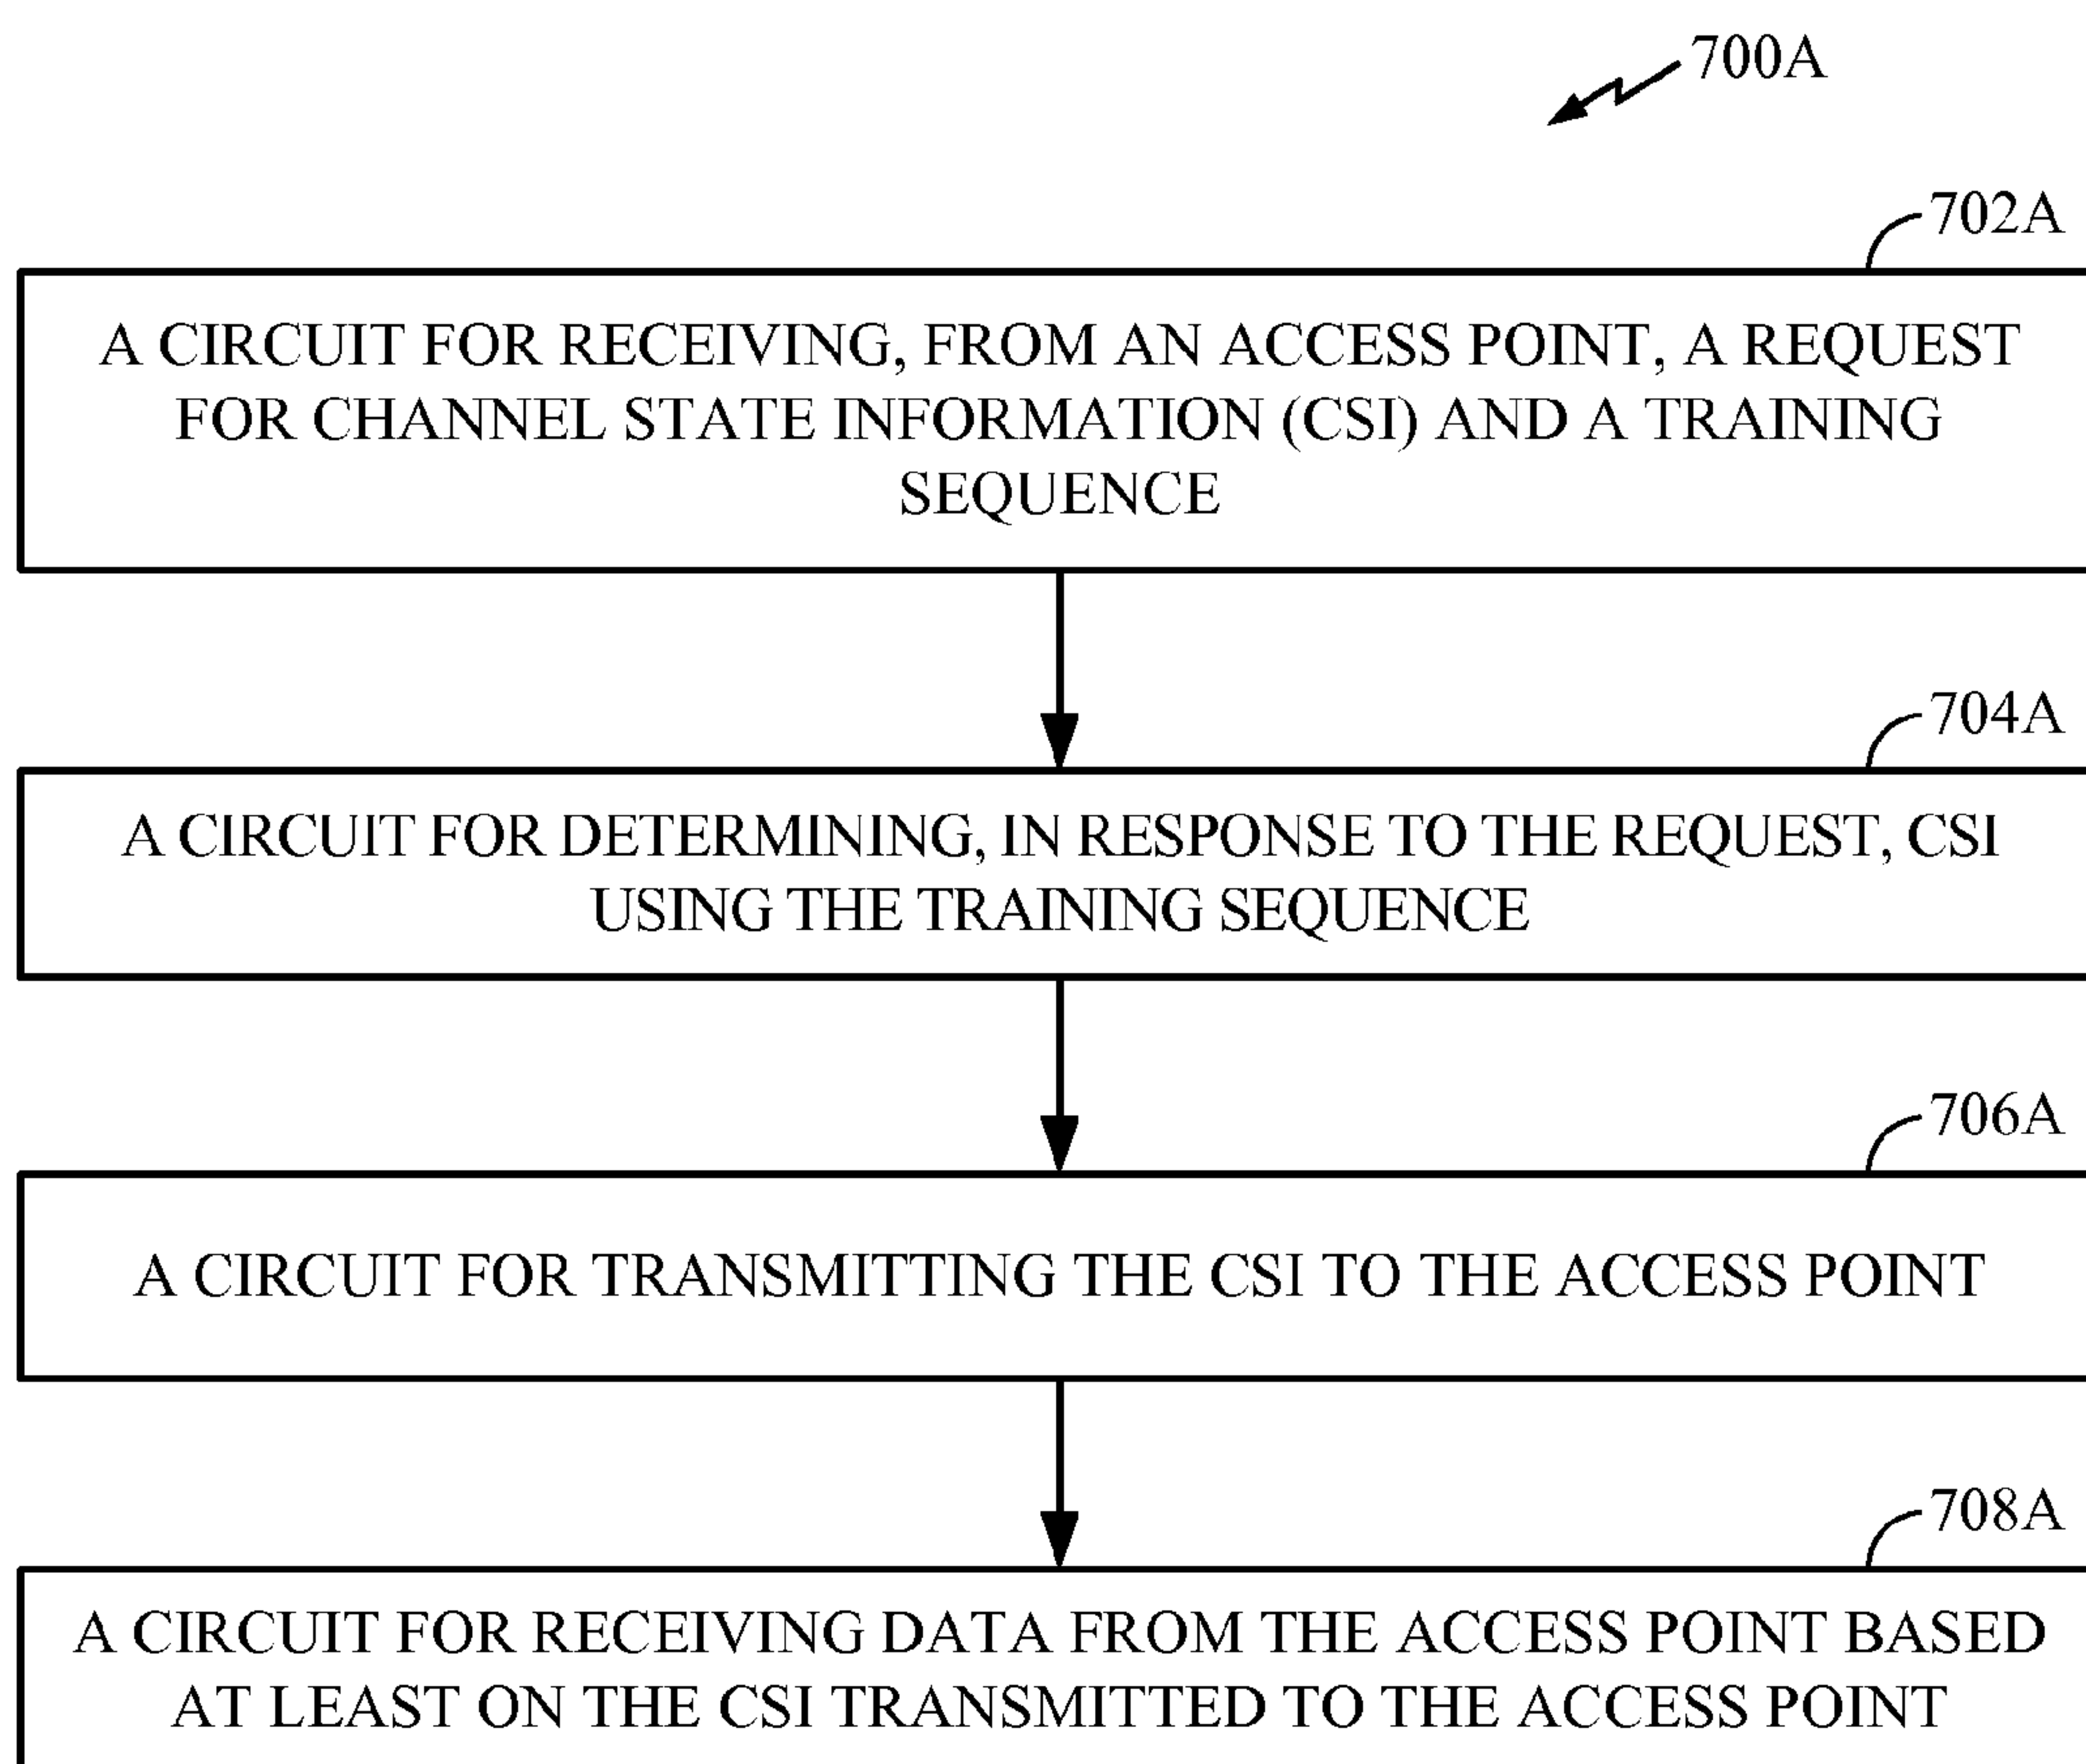 700A
702A
A CIRCUIT FOR RECEIVING, FROM AN ACCESS POINT, A REQUEST
FOR CHANNEL STATE INFORMATION (CSI) AND A TRAINING
SEQUENCE
704A
A CIRCUIT FOR DETERMINING, IN RESPONSE TO THE REQUEST, CSI
USING THE TRAINING SEQUENCE
706A
A CIRCUIT FOR TRANSMITTING THE CSI TO THE ACCESS POINT
708A
A CIRCUIT FOR RECEIVING DATA FROM THE ACCESS POINT BASED
AT LEAST ON THE CSI TRANSMITTED TO THE ACCESS POINT